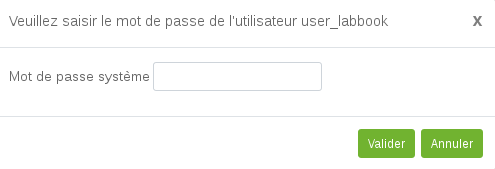 Veuillez saisir le mot de passe de l'utilisateur user_labbook x
Mot de passe système
Valider Annuler